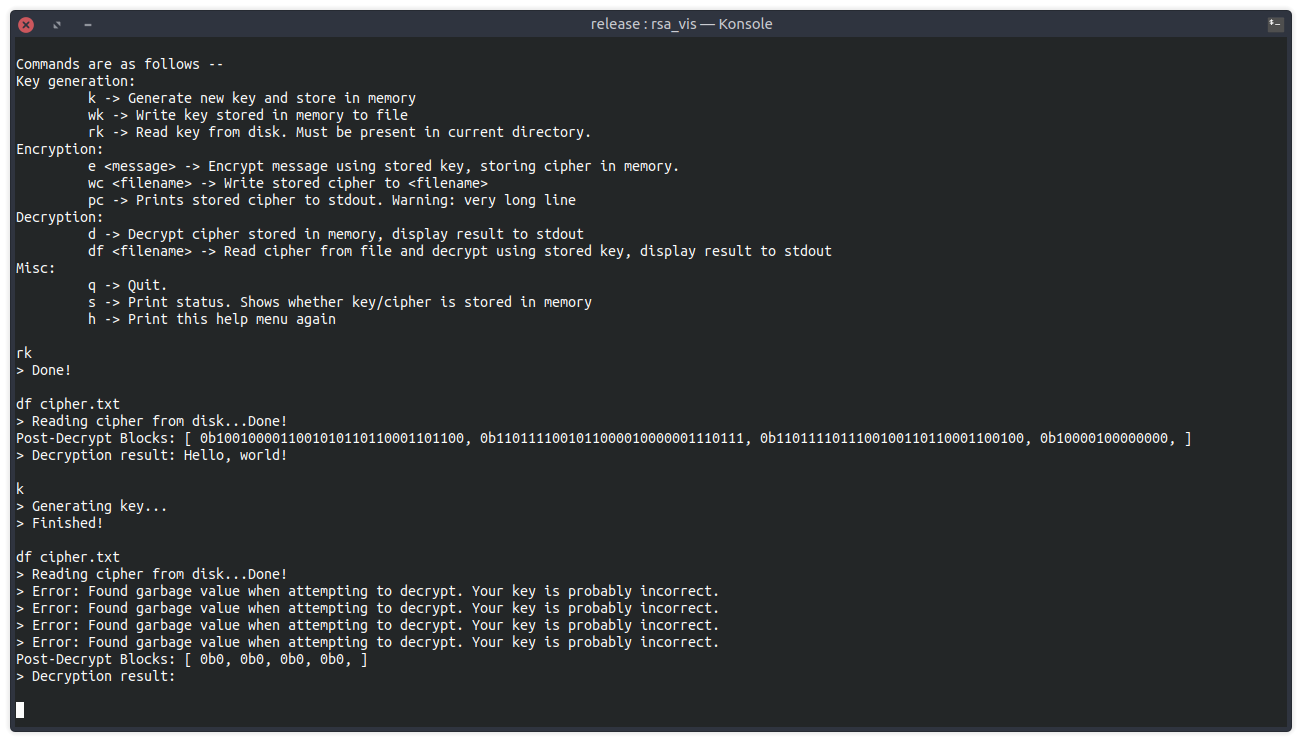 release : rsa_vis — Konsole
Commands are as follows --
Key generation:
k -> Generate new key and store in memory
wk -> Write key stored in memory to file
rk -> Read key from disk. Must be present in current directory.
Encryption:
e <message> -> Encrypt message using stored key, storing cipher in memory.
wc <filename> -> Write stored cipher to <filename>
pc -> Prints stored cipher to stdout. Warning: very long line
Decryption:
d -> Decrypt cipher stored in memory, display result to stdout
df <filename> -> Read cipher from file and decrypt using stored key, display result to stdout
Misc:
q -> Quit.
s -> Print status. Shows whether key/cipher is stored in memory
h -> Print this help menu again
rk
> Done!
df cipher.txt
> Reading cipher from disk...Done!
Post-Decrypt Blocks: [ 0b1001000011001010110110001101100, 0b1101111001011000010000001110111, 0b1101111011100100110110001100100, 0b10000100000000, ]
> Decryption result: Hello, world!
k
> Generating key...
> Finished!
df cipher.txt
> Reading cipher from disk...Done!
> Error: Found garbage value when attempting to decrypt. Your key is probably incorrect.
> Error: Found garbage value when attempting to decrypt. Your key is probably incorrect.
> Error: Found garbage value when attempting to decrypt. Your key is probably incorrect.
> Error: Found garbage value when attempting to decrypt. Your key is probably incorrect.
Post-Decrypt Blocks: [ 0b0, 0b0, 0b0, 0b0, ]
> Decryption result: